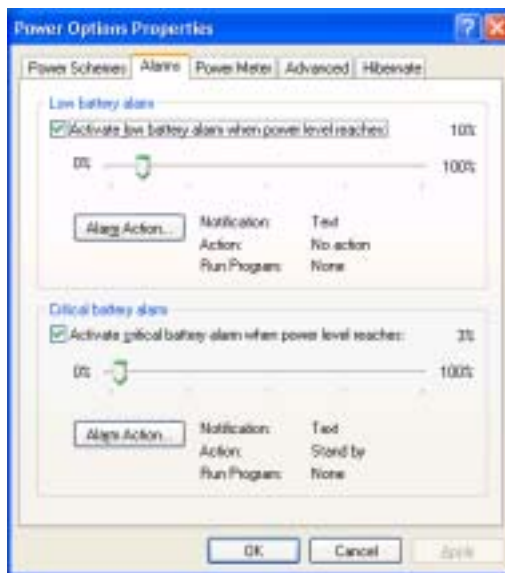 Power Options Properties
Power Schemes Alarms Power Meter Advanced Hibernate
Low battery alarm
Activate low battery alarm when power level reaches: 10%
0% 100%
Alarm Action... Notification: Text
Action: No action
Run Program: None
Critical battery alarm
Activate critical battery alarm when power level reaches: 3%
0% 100%
Alarm Action... Notification: Text
Action: Stand by
Run Program: None
OK Cancel Apply